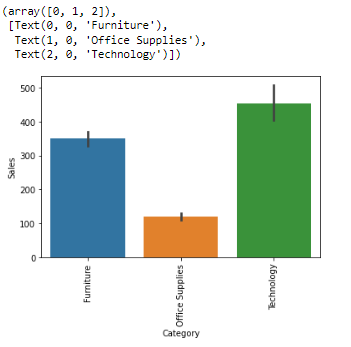 (array([0, 1, 2]),
[Text(0, 0, 'Furniture'),
Text(1, 0, 'Office Supplies'),
Text(2, 0, 'Technology')])
500
400
300
200
100
0
Sales
Furniture
Office Supplies
Technology
Category